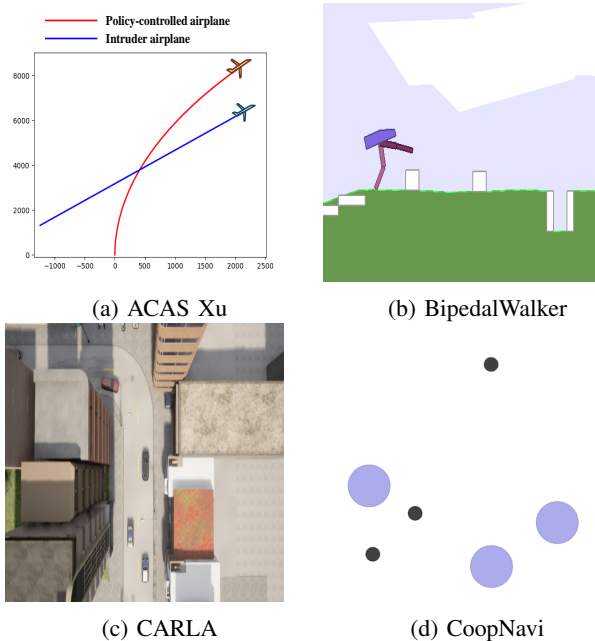 Policy-controlled airplane
Intruder airplane
8000
6000
4000
2000
0
−1000 −500 0 500 1000 1500 2000 2500
(a) ACAS Xu
(b) BipedalWalker
(c) CARLA
(d) CoopNavi